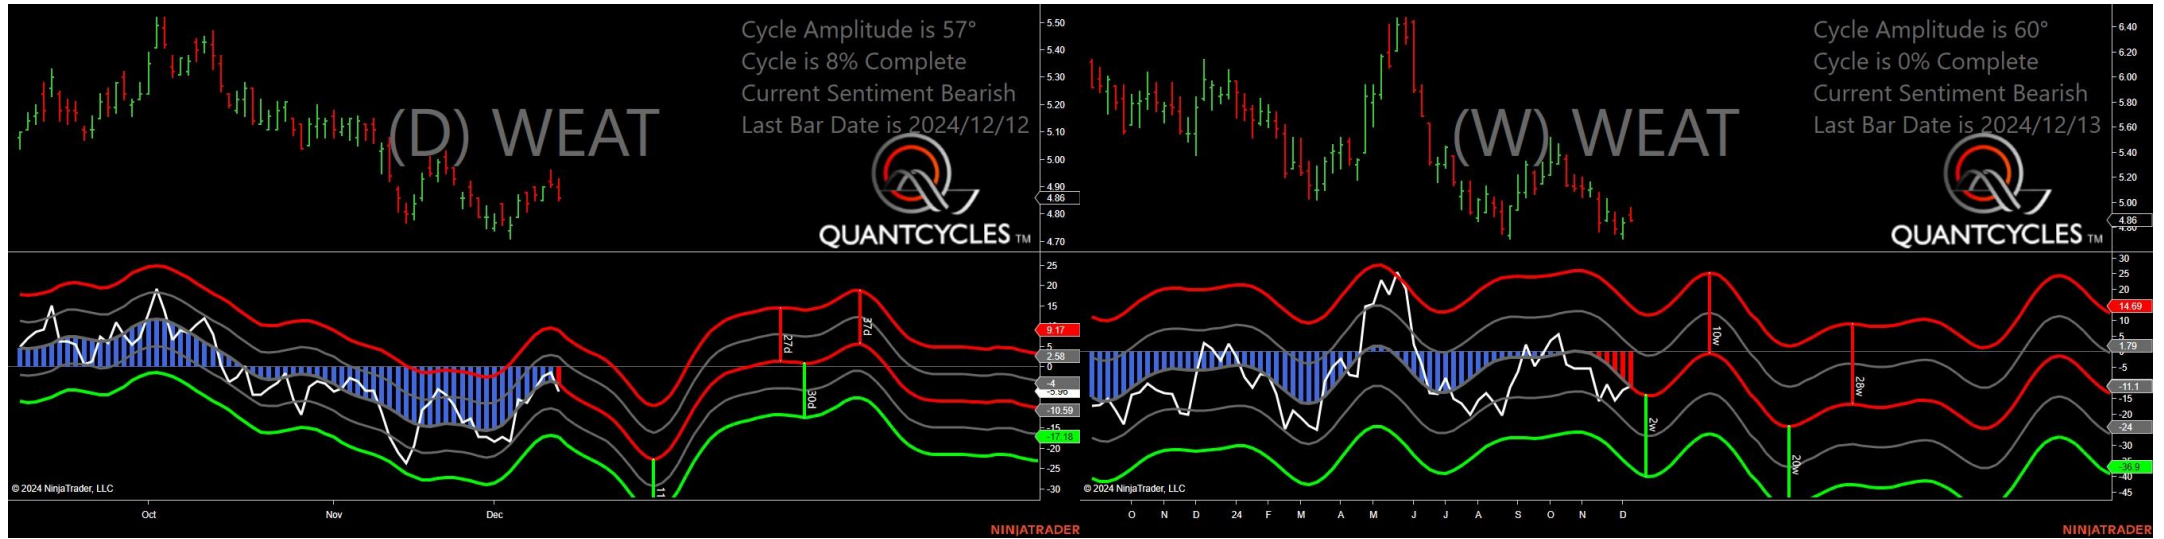 Cycle Amplitude is 57°
Cycle is 8% Complete
Current Sentiment Bearish
Last Bar Date is 2024/12/12
(D) WEAT
QUANTCYCLES TM
5.50
5.40
5.30
5.20
5.10
5.00
4.90
4.86
4.80
4.70
25
20
15
9.17
5
2.58
0
-4
-5.96
-10.59
-15
-17.18
-20
-25
-30
27d
37d
30d
11
© 2024 NinjaTrader, LLC
Oct
Nov
Dec
NINJATRADER
Cycle Amplitude is 60°
Cycle is 0% Complete
Current Sentiment Bearish
Last Bar Date is 2024/12/13
(W) WEAT
QUANTCYCLES TM
6.40
6.20
6.00
5.80
5.60
5.40
5.20
5.00
4.86
4.80
30
25
20
14.69
10
5
1.79
-5
-11.1
-15
-20
-24
-30
-36.9
-40
-45
10w
28w
2w
20w
© 2024 NinjaTrader, LLC
O N D 24 F M A M J J A S O N D
NINJATRADER